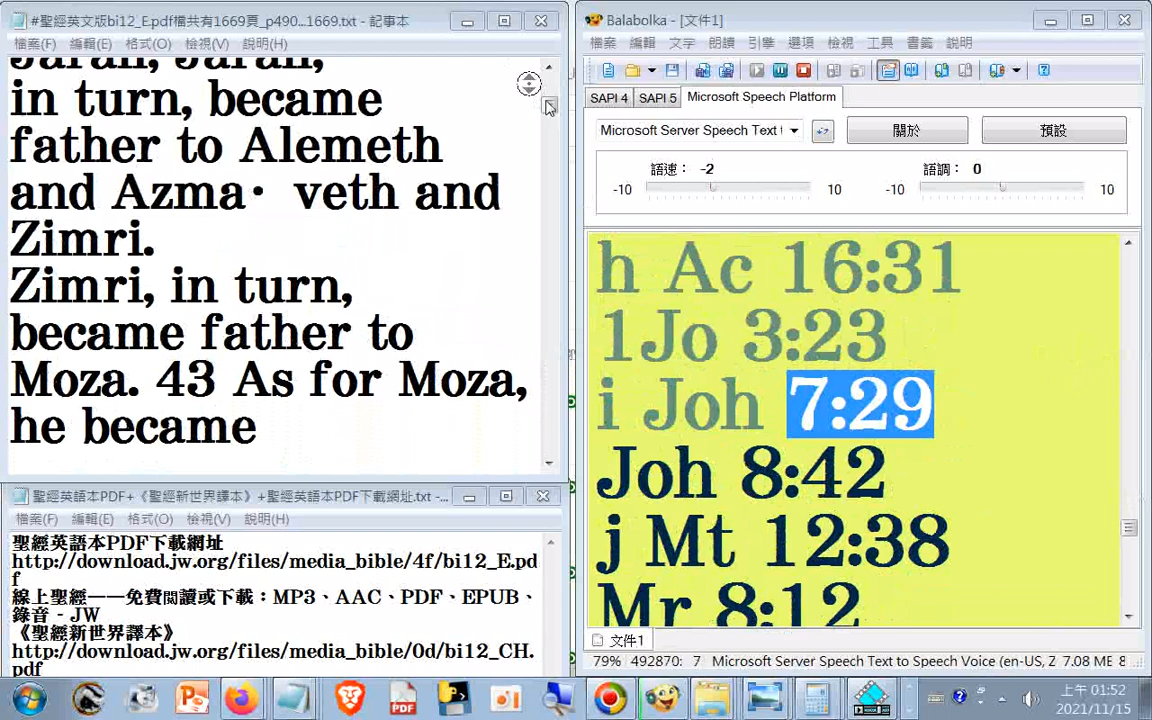 #聖經英文版bi12_E.pdf檔共有1669頁_p490...1669.txt - 記事本
檔案(F) 編輯(E) 格式(O) 檢視(V) 說明(H)
Jarah, Jarah,
in turn, became
father to Alemeth
and Azma· veth and
Zimri.
Zimri, in turn,
became father to
Moza. 43 As for Moza,
he became
聖經英語本PDF+《聖經新世界譯本》+聖經英語本PDF下載網址.txt -...
檔案(F) 編輯(E) 格式(O) 檢視(V) 說明(H)
聖經英語本PDF下載網址
http://download.jw.org/files/media_bible/4f/bi12_E.pd
f
線上聖經——免費閱讀或下載：MP3、AAC、PDF、EPUB、
錄音 - JW
《聖經新世界譯本》
http://download.jw.org/files/media_bible/0d/bi12_CH.
pdf
Balabolka - [文件1]
檔案 編輯 文字 朗讀 引擎 選項 檢視 工具 書籤 說明
SAPI 4 SAPI 5 Microsoft Speech Platform
Microsoft Server Speech Text 關於 預設
語速： -2 語調： 0
-10 10 -10 10
h Ac 16:31
1Jo 3:23
i Joh 7:29
Joh 8:42
j Mt 12:38
Mr 8:12
文件1
79% 492870: 7 Microsoft Server Speech Text to Speech Voice (en-US, Z 7.08 MB 8
PDF
上午 01:52
2021/11/15